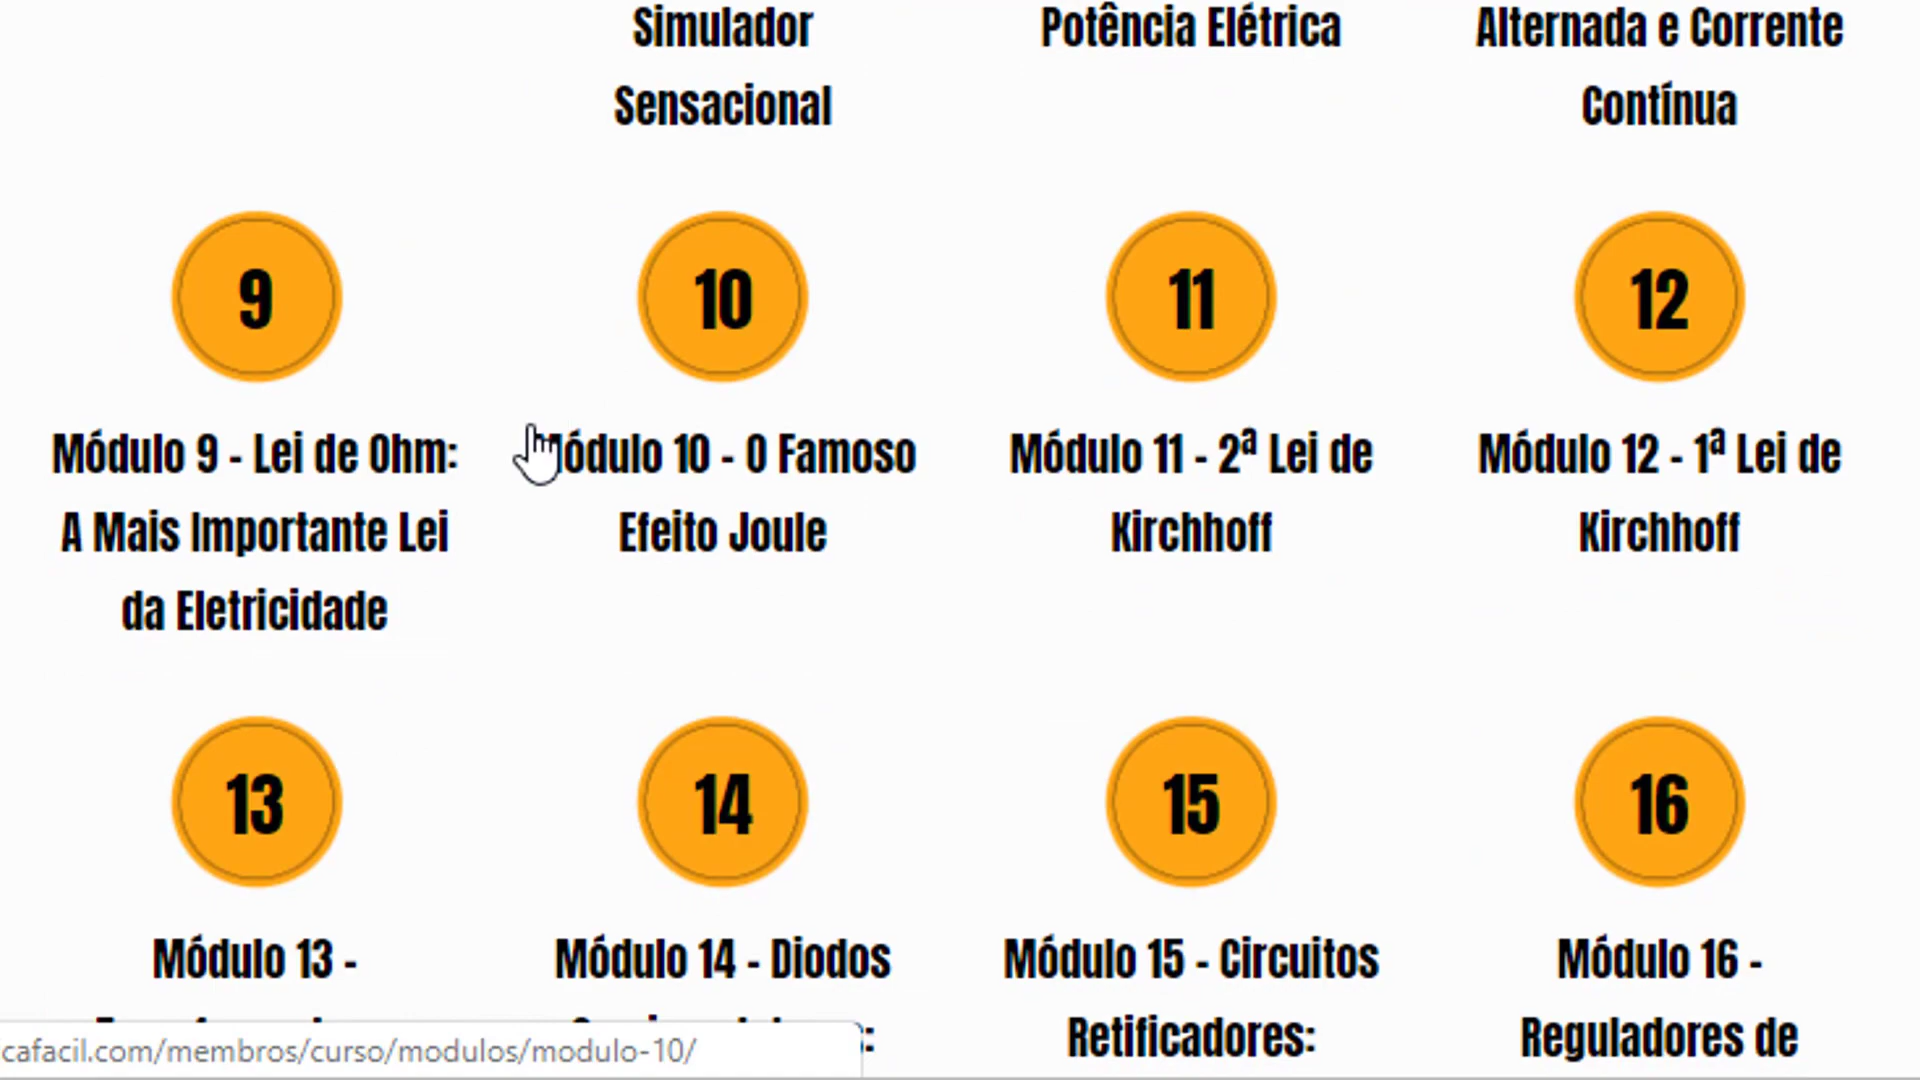 Simulador
Sensacional
Potência Elétrica
Alternada e Corrente
Contínua
9
Módulo 9 - Lei de Ohm:
A Mais Importante Lei
da Eletricidade
10
Módulo 10 - O Famoso
Efeito Joule
11
Módulo 11 - 2ª Lei de
Kirchhoff
12
Módulo 12 - 1ª Lei de
Kirchhoff
13
Módulo 13 -
14
Módulo 14 - Diodos
15
Módulo 15 - Circuitos
Retificadores:
16
Módulo 16 -
Reguladores de
cafacil.com/membros/curso/modulos/modulo-10/